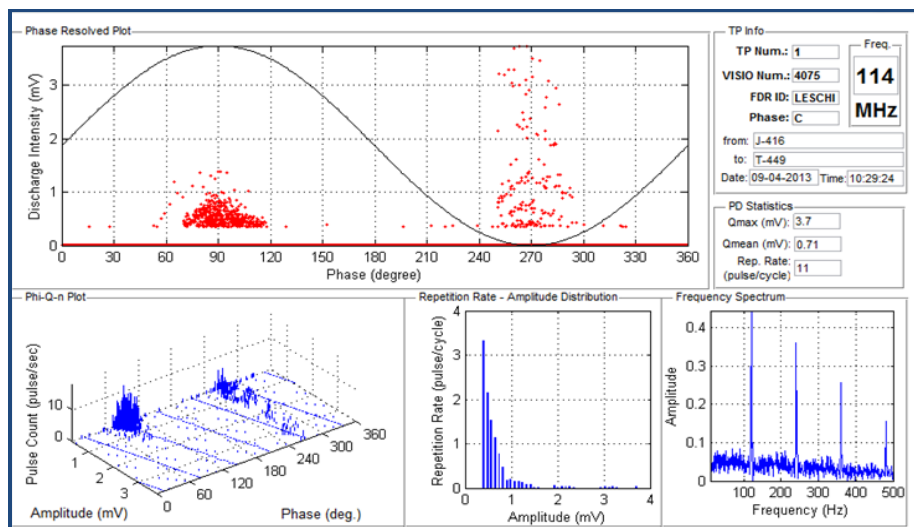 Phase Resolved Plot
Discharge Intensity (mV)
3
2
1
0
0 30 60 90 120 150 180 210 240 270 300 330 360
Phase (degree)
TP Info
TP Num.: 1
VISIO Num.: 4075
FDR ID: LESCHI
Phase: C
Freq.
114
MHz
from: J-416
to: T-449
Date: 09-04-2013 Time: 10:29:24
PD Statistics
Qmax (mV): 3.7
Qmean (mV): 0.71
Rep. Rate: 11
(pulse/cycle)
Phi-Q-n Plot
Pulse Count (pulse/sec)
10
0
1
2
3
Amplitude (mV)
0
60
120
180
240
300
360
Phase (deg.)
Repetition Rate - Amplitude Distribution
Repetition Rate (pulse/cycle)
4
3
2
1
0
0 1 2 3 4
Amplitude (mV)
Frequency Spectrum
Amplitude
0.4
0.3
0.2
0.1
0
100 200 300 400 500
Frequency (Hz)